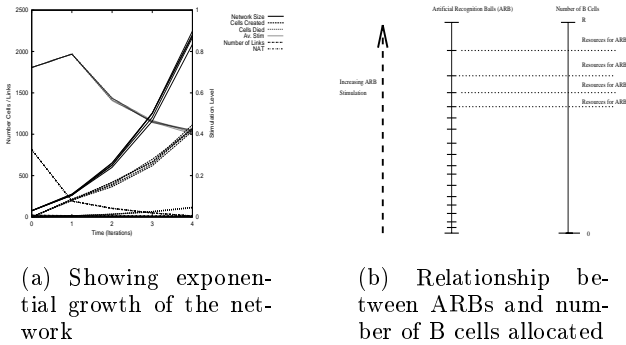 2500
2000
1500
1000
500
0
Number Cells / Links
0
1
2
3
4
Time (Iterations)
1
0.8
0.6
0.4
0.2
0
Stimulation Level
Network Size
Cells Created
Cells Died
Av. Stim
Number of Links
NAT
(a) Showing exponen-
tial growth of the net-
work
Artificial Recognition Balls (ARB)
Number of B Cells
B
Resources for ARB
Resources for ARB
Resources for ARB
Resources for ARB
Increasing ARB
Stimulation
0
(b) Relationship be-
tween ARBs and num-
ber of B cells allocated